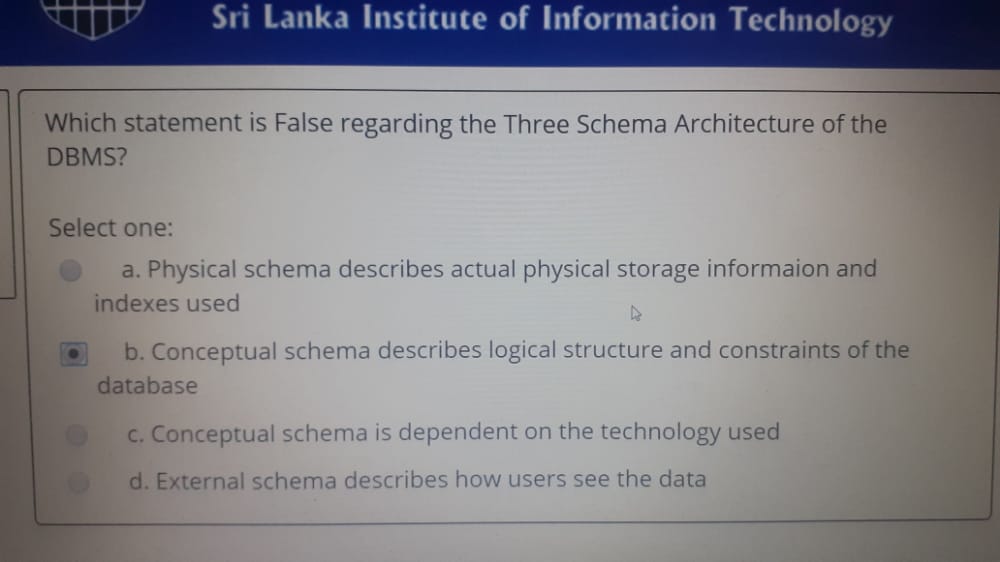 Sri Lanka Institute of Information Technology
Which statement is False regarding the Three Schema Architecture of the
DBMS?
Select one:
a. Physical schema describes actual physical storage informaion and
indexes used
b. Conceptual schema describes logical structure and constraints of the
database
c. Conceptual schema is dependent on the technology used
d. External schema describes how users see the data